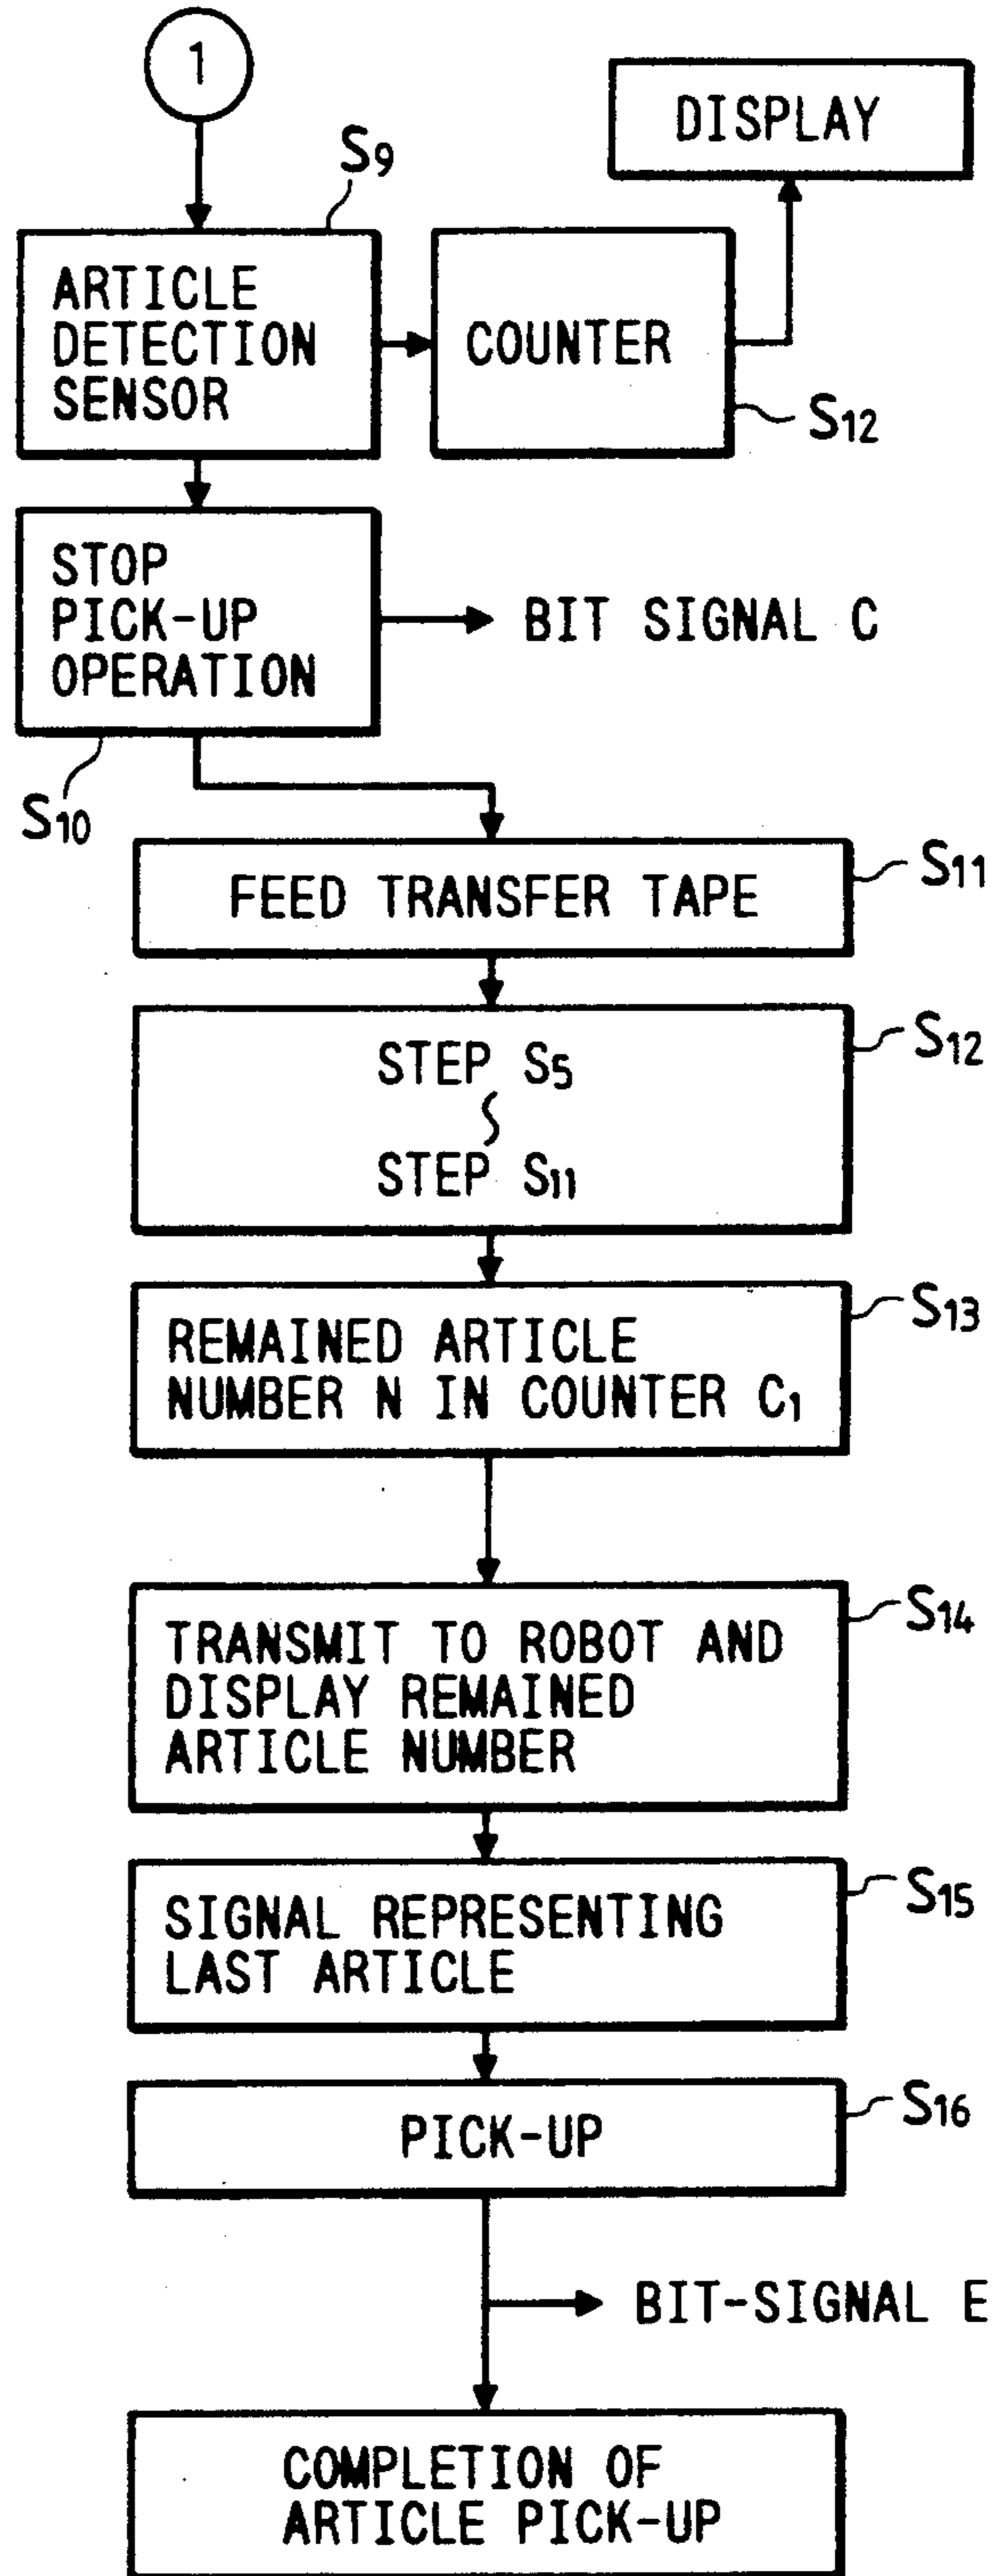 1
DISPLAY
S9
ARTICLE
DETECTION
SENSOR
COUNTER
S12
STOP
PICK-UP
OPERATION
BIT SIGNAL C
S10
FEED TRANSFER TAPE
S11
STEP S5
STEP S11
S12
REMAINED ARTICLE
NUMBER N IN COUNTER C1
S13
TRANSMIT TO ROBOT AND
DISPLAY REMAINED
ARTICLE NUMBER
S14
SIGNAL REPRESENTING
LAST ARTICLE
S15
PICK-UP
S16
BIT-SIGNAL E
COMPLETION OF
ARTICLE PICK-UP